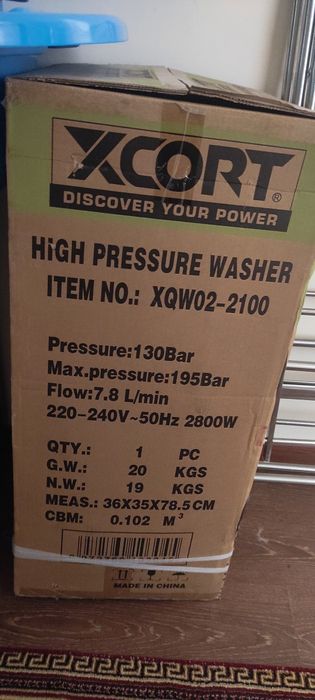 XCORT®
DISCOVER YOUR POWER
HiGH PRESSURE WASHER
ITEM NO.: XQW02-2100
Pressure:130Bar
Max.pressure:195Bar
Flow:7.8 L/min
220-240V~50Hz 2800W
QTY.: 1 PC
G.W.: 20 KGS
N.W.: 19 KGS
MEAS.: 36X35X78.5CM
CBM: 0.102 M³
MADE IN CHINA